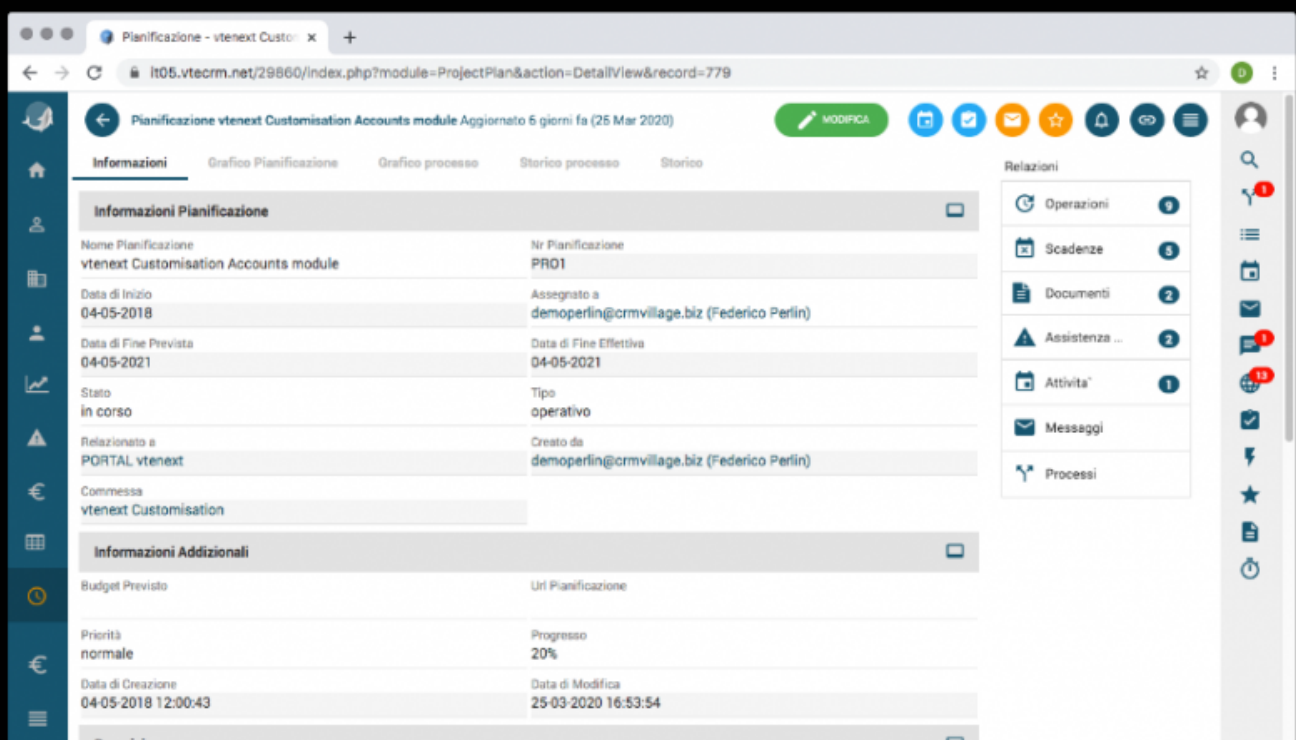 Pianificazione - vtenext Custo
it05.vtecrm.net/29860/index.php?module=ProjectPlan&action=DetailView&record=779
D
Pianificazione vtenext Customisation Accounts module Aggiornato 6 giorni fa (25 Mar 2020)
MODIFICA
Informazioni Grafico Pianificazione Grafico processo Storico processo Storico
Informazioni Pianificazione
Nome Pianificazione Nr Pianificazione
vtenext Customisation Accounts module PRO1
Data di Inizio Assegnato a
04-05-2018 demoperlin@crmvillage.biz (Federico Perlin)
Data di Fine Prevista Data di Fine Effettiva
04-05-2021 04-05-2021
Stato Tipo
in corso operativo
Relazionato a Creato da
PORTAL vtenext demoperlin@crmvillage.biz (Federico Perlin)
Commessa
vtenext Customisation
Informazioni Addizionali
Budget Previsto Url Pianificazione
Priorità Progresso
normale 20%
Data di Creazione Data di Modifica
04-05-2018 12:00:43 25-03-2020 16:53:54
Relazioni
Operazioni 9
Scadenze 5
Documenti 2
Assistenza ... 2
Attivita` 1
Messaggi
Processi
1
1
13